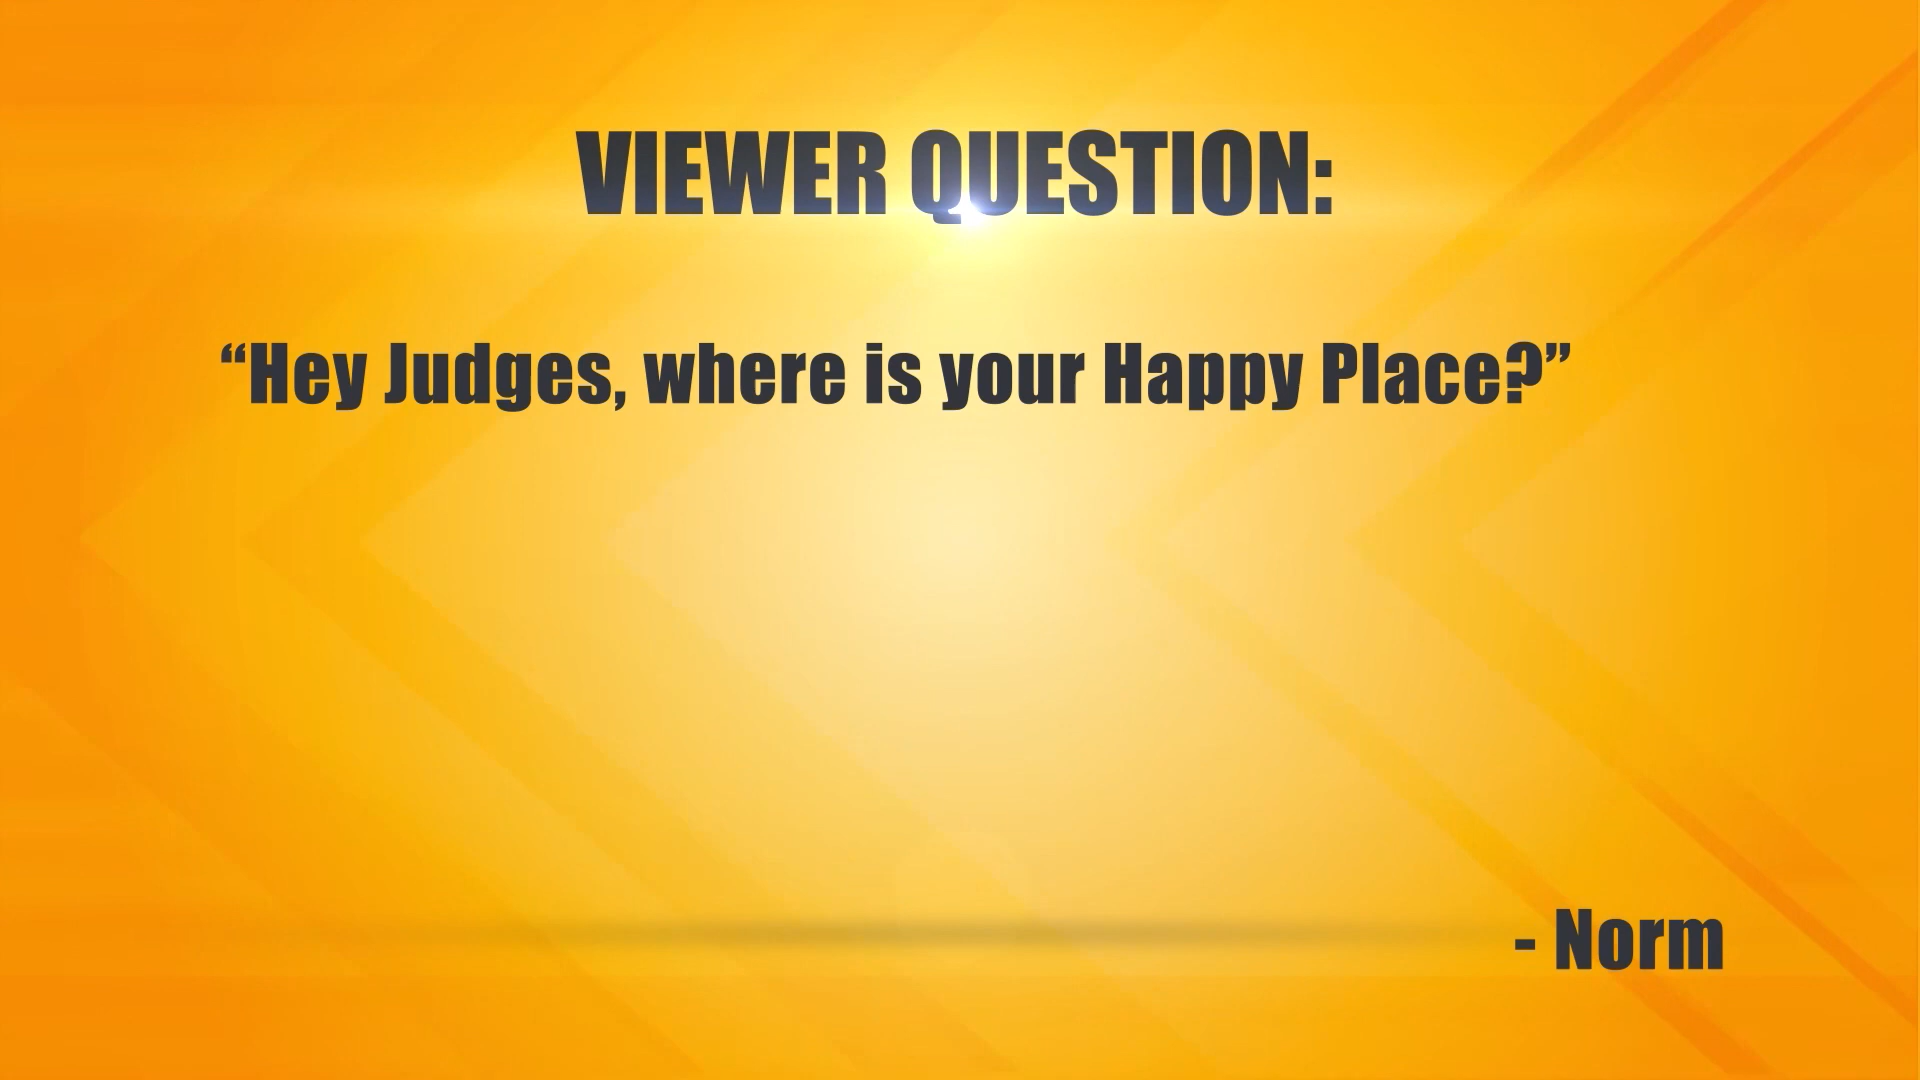 VIEWER QUESTION:
“Hey Judges, where is your Happy Place?”
- Norm